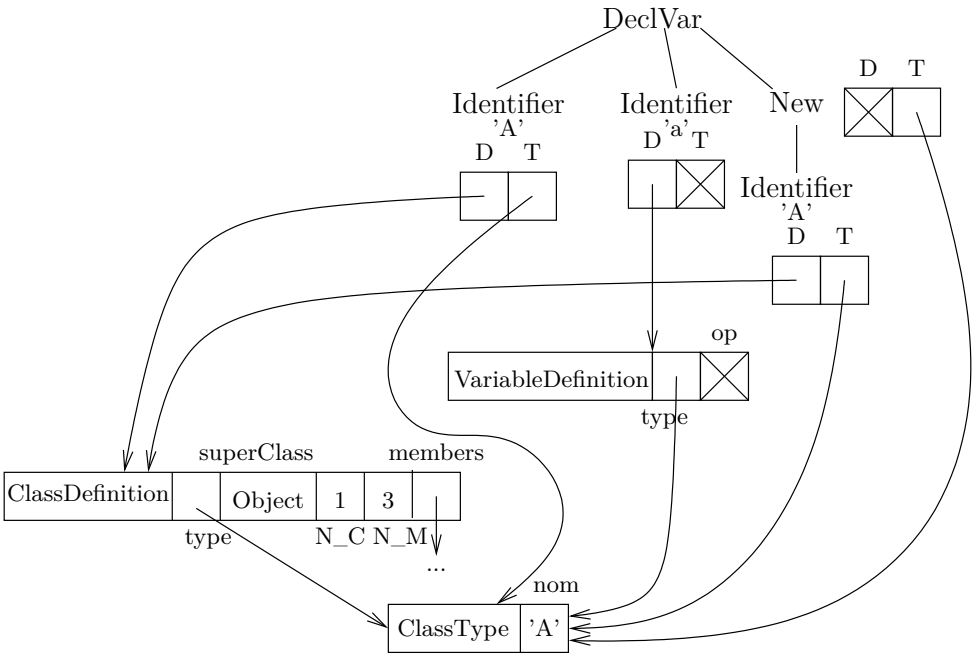 DeclVar
D T
Identifier Identifier New
'A' 'a'
D T D T
Identifier
'A'
D T
op
VariableDefinition
type
superClass members
ClassDefinition Object 1 3
type N_C N_M
...
nom
ClassType 'A'